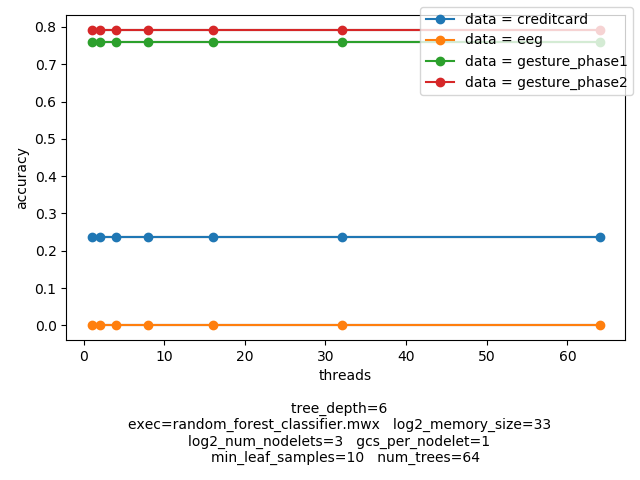 data = creditcard
data = eeg
data = gesture_phase1
data = gesture_phase2
0.8
0.7
0.6
0.5
0.4
0.3
0.2
0.1
0.0
accuracy
0 10 20 30 40 50 60
threads
tree_depth=6
exec=random_forest_classifier.mwx log2_memory_size=33
log2_num_nodelets=3 gcs_per_nodelet=1
min_leaf_samples=10 num_trees=64